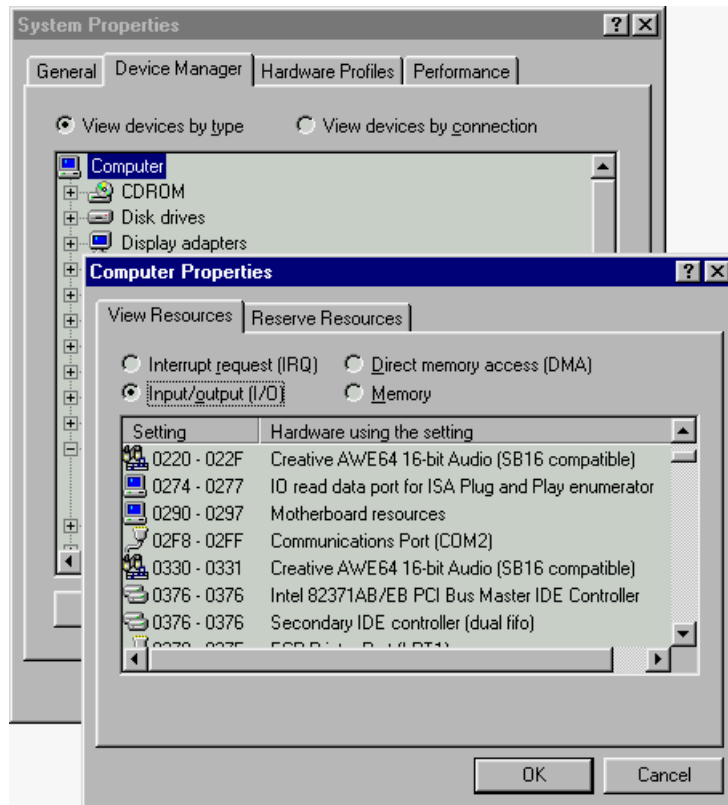 System Properties
General Device Manager Hardware Profiles Performance
View devices by type View devices by connection
Computer
CDROM
Disk drives
Display adapters
Computer Properties
View Resources Reserve Resources
Interrupt request (IRQ) Direct memory access (DMA)
Input/output (I/O) Memory
Setting Hardware using the setting
0220 - 022F Creative AWE64 16-bit Audio (SB16 compatible)
0274 - 0277 IO read data port for ISA Plug and Play enumerator
0290 - 0297 Motherboard resources
02F8 - 02FF Communications Port (COM2)
0330 - 0331 Creative AWE64 16-bit Audio (SB16 compatible)
0376 - 0376 Intel 82371AB/EB PCI Bus Master IDE Controller
0376 - 0376 Secondary IDE controller (dual fifo)
OK Cancel